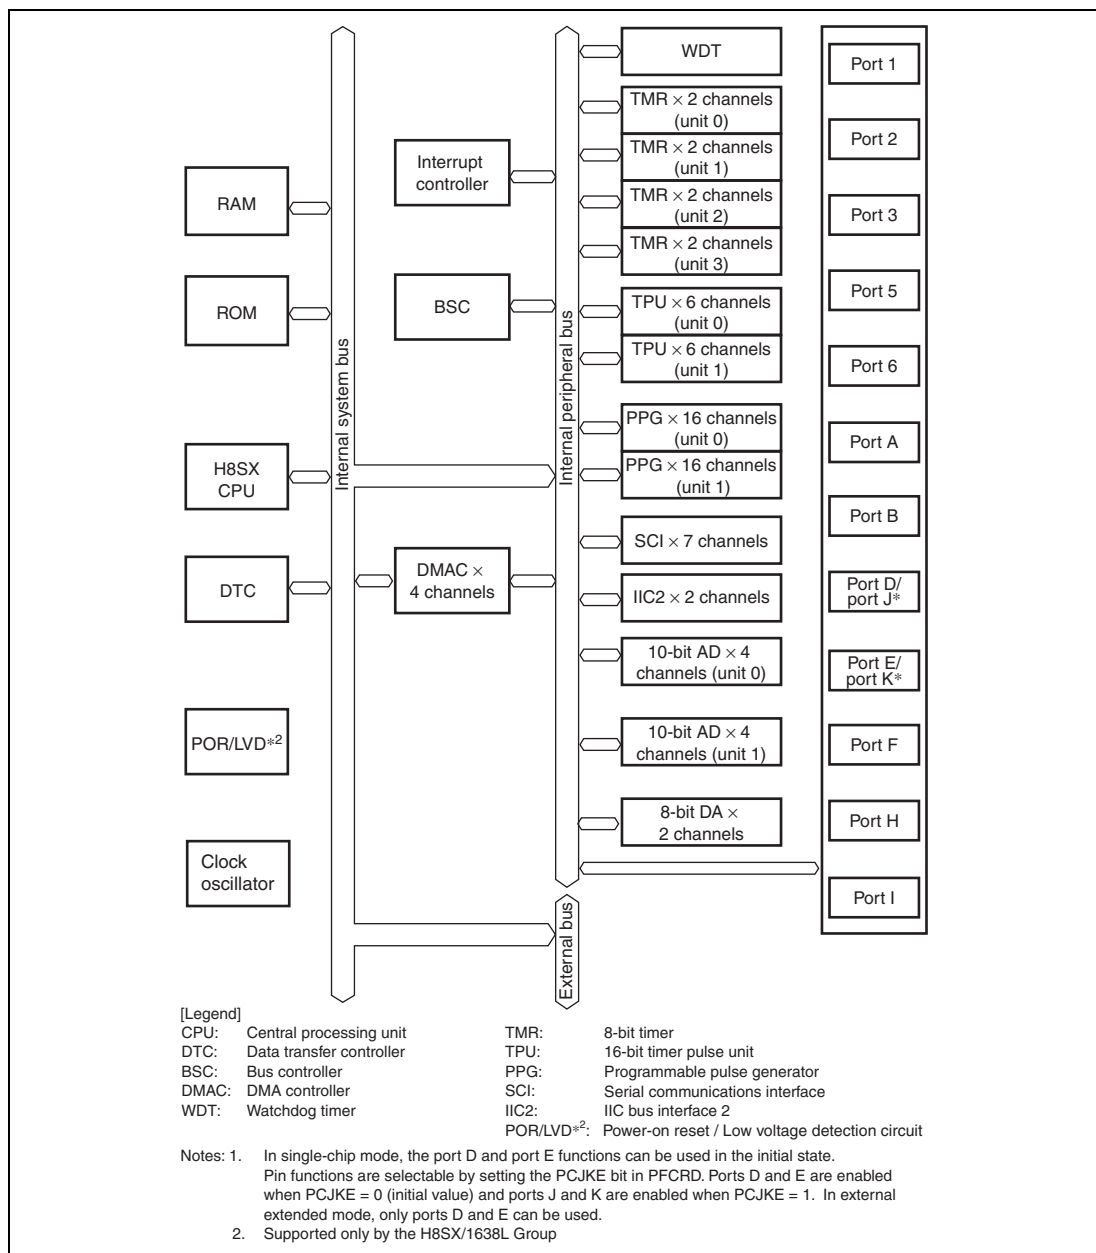 RAM
ROM
H8SX
CPU
DTC
POR/LVD*2
Clock
oscillator
Internal system bus
Interrupt
controller
BSC
DMAC ×
4 channels
Internal peripheral bus
External bus
WDT
TMR × 2 channels
(unit 0)
TMR × 2 channels
(unit 1)
TMR × 2 channels
(unit 2)
TMR × 2 channels
(unit 3)
TPU × 6 channels
(unit 0)
TPU × 6 channels
(unit 1)
PPG × 16 channels
(unit 0)
PPG × 16 channels
(unit 1)
SCI × 7 channels
IIC2 × 2 channels
10-bit AD × 4
channels (unit 0)
10-bit AD × 4
channels (unit 1)
8-bit DA ×
2 channels
Port 1
Port 2
Port 3
Port 5
Port 6
Port A
Port B
Port D/
port J*
Port E/
port K*
Port F
Port H
Port I
[Legend]
CPU: Central processing unit
DTC: Data transfer controller
BSC: Bus controller
DMAC: DMA controller
WDT: Watchdog timer
TMR: 8-bit timer
TPU: 16-bit timer pulse unit
PPG: Programmable pulse generator
SCI: Serial communications interface
IIC2: IIC bus interface 2
POR/LVD*2: Power-on reset / Low voltage detection circuit
Notes: 1. In single-chip mode, the port D and port E functions can be used in the initial state.
Pin functions are selectable by setting the PCJKE bit in PFCRD. Ports D and E are enabled
when PCJKE = 0 (initial value) and ports J and K are enabled when PCJKE = 1. In external
extended mode, only ports D and E can be used.
2. Supported only by the H8SX/1638L Group